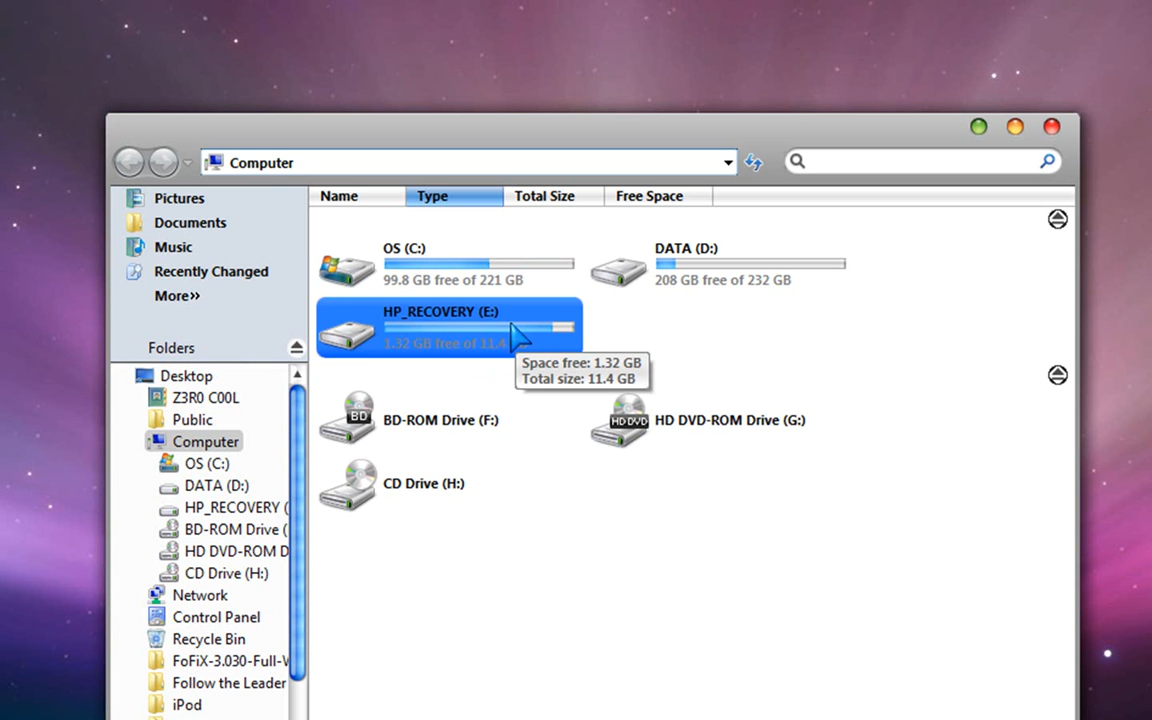 Computer
Pictures
Documents
Music
Recently Changed
More»
Folders
Desktop
Z3R0 C00L
Public
Computer
OS (C:)
DATA (D:)
HP_RECOVERY (
BD-ROM Drive (
HD DVD-ROM D
CD Drive (H:)
Network
Control Panel
Recycle Bin
FoFiX-3.030-Full-W
Follow the Leader
iPod
Name Type Total Size Free Space
OS (C:)
99.8 GB free of 221 GB
DATA (D:)
208 GB free of 232 GB
HP_RECOVERY (E:)
1.32 GB free of 11.4
Space free: 1.32 GB
Total size: 11.4 GB
BD
BD-ROM Drive (F:)
HD DVD
HD DVD-ROM Drive (G:)
CD Drive (H:)